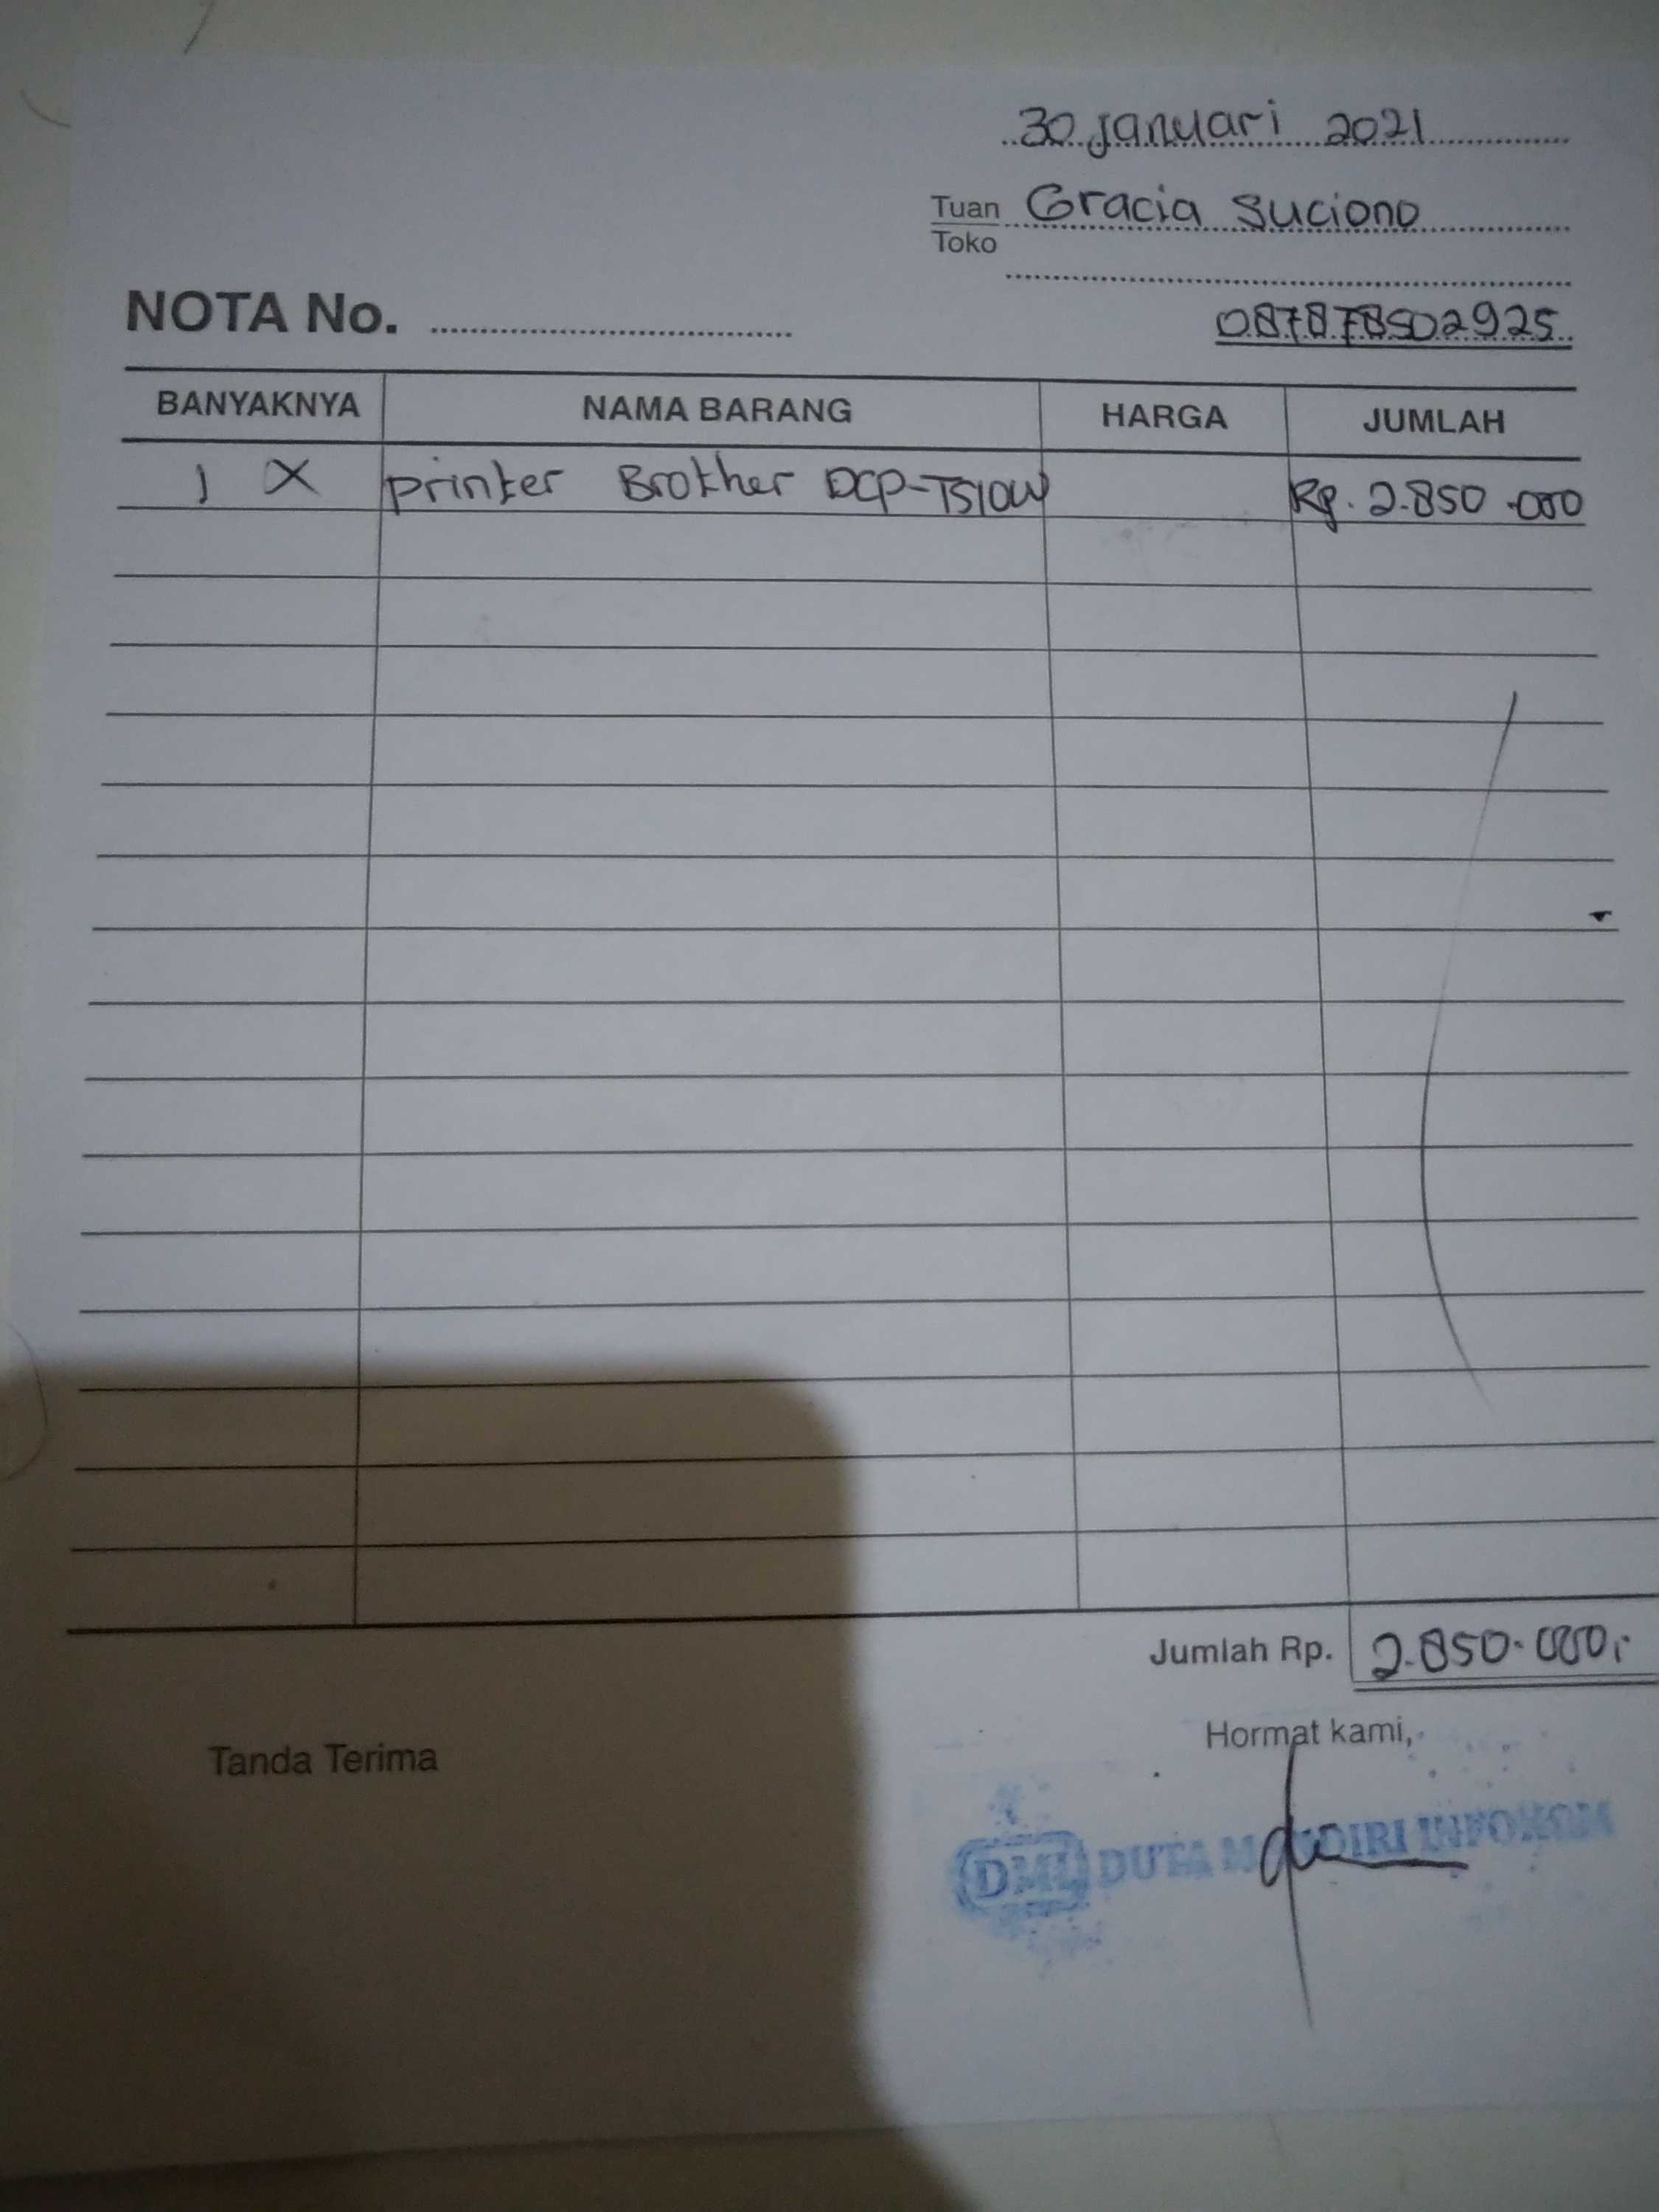 30 januari 2021
Tuan Gracia Suciono
Toko
NOTA No.
087878502925
BANYAKNYA NAMA BARANG HARGA JUMLAH
1 X printer Brother DCP-T510W Rp. 2.850.000
Jumlah Rp. 2.850.000,-
Tanda Terima
Hormat kami,
DMI DUTA MANDIRI INFOKOM